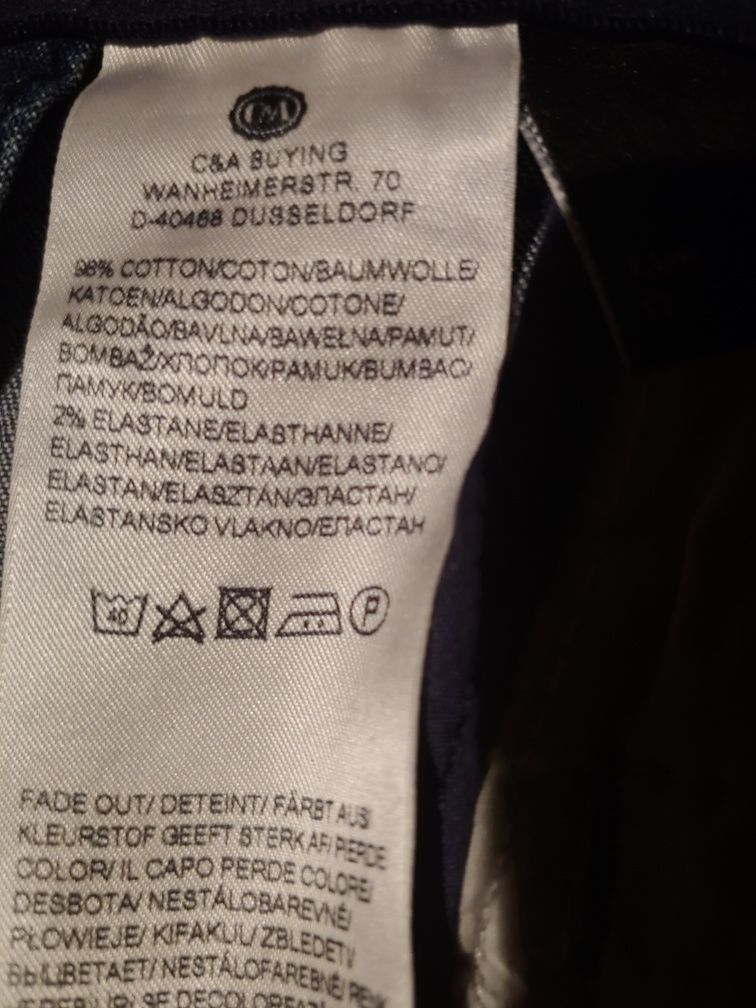 CM
C&A BUYING
WANHEIMERSTR. 70
D-40468 DUSSELDORF
98% COTTON/COTON/BAUMWOLLE/
KATOEN/ALGODON/COTONE/
ALGODÃO/BAVLNA/BAWEŁNA/PAMUT/
BOMBAŽ/ХЛОПОК/PAMUK/BUMBAC/
ПАМУК/BOMULD
2% ELASTANE/ELASTHANNE/
ELASTHAN/ELASTAAN/ELASTANO/
ELASTAN/ELASZTÁN/ЭЛАСТАН/
ELASTANSKO VLAKNO/ЕЛАСТАН
40
P
FADE OUT/ DETEINT/ FÄRBT AUS/
KLEURSTOF GEEFT STERK AF/ PIERDE
COLOR/ IL CAPO PERDE COLORE/
DESBOTA/ NESTÁLOBAREVNÉ/
PŁOWIEJE/ KIFAKUL/ ZBLEDETI/
ВЫЦВЕТАЕТ/ NESTÁLOFAREBNÉ/
SE DECOLOREAZĂ/